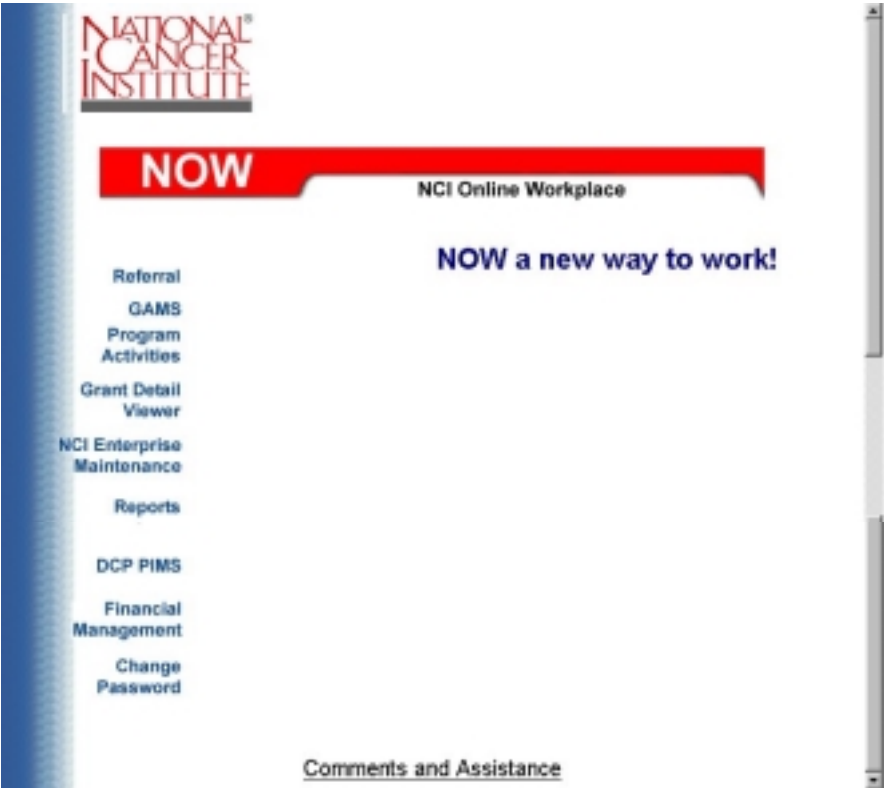 NATIONAL®
CANCER
INSTITUTE
NOW
NCI Online Workplace
NOW a new way to work!
Referral
GAMS
Program
Activities
Grant Detail
Viewer
NCI Enterprise
Maintenance
Reports
DCP PIMS
Financial
Management
Change
Password
Comments and Assistance